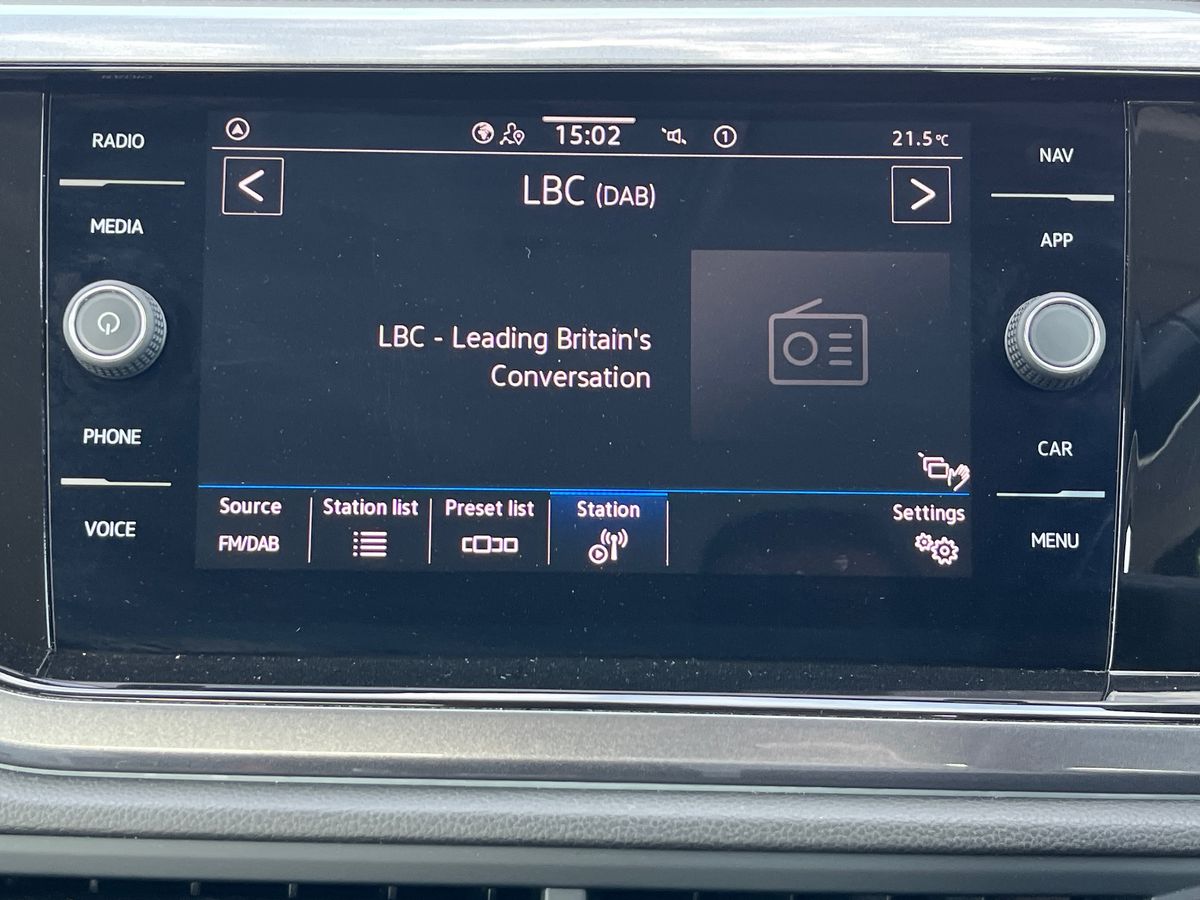 RADIO
MEDIA
PHONE
VOICE
15:02
1
21.5°C
<
LBC (DAB)
>
LBC - Leading Britain's
Conversation
Source
FM/DAB
Station list
Preset list
Station
Settings
NAV
APP
CAR
MENU